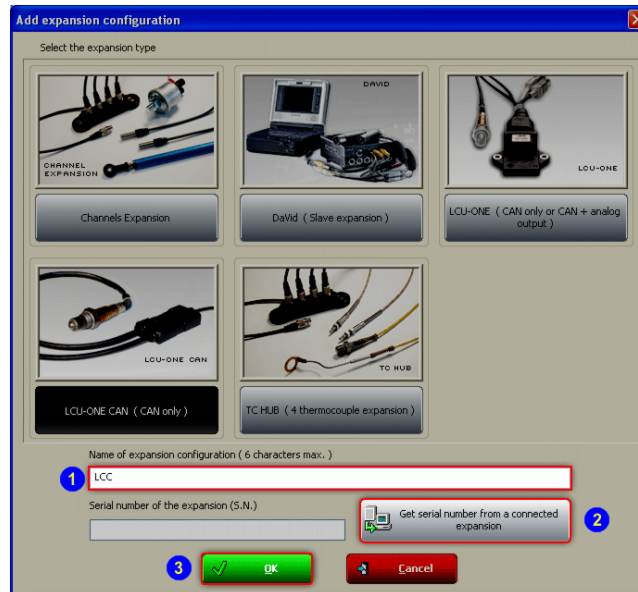 Add expansion configuration
Select the expansion type
CHANNEL
EXPANSION
DAVID
LCU-ONE
Channels Expansion
DaVid ( Slave expansion )
LCU-ONE ( CAN only or CAN + analog
output )
LCU-ONE CAN
TC HUB
LCU-ONE CAN ( CAN only )
TC HUB ( 4 thermocouple expansion )
Name of expansion configuration ( 6 characters max. )
1
LCC
Serial number of the expansion (S.N.)
Get serial number from a connected
expansion
2
3
OK
Cancel